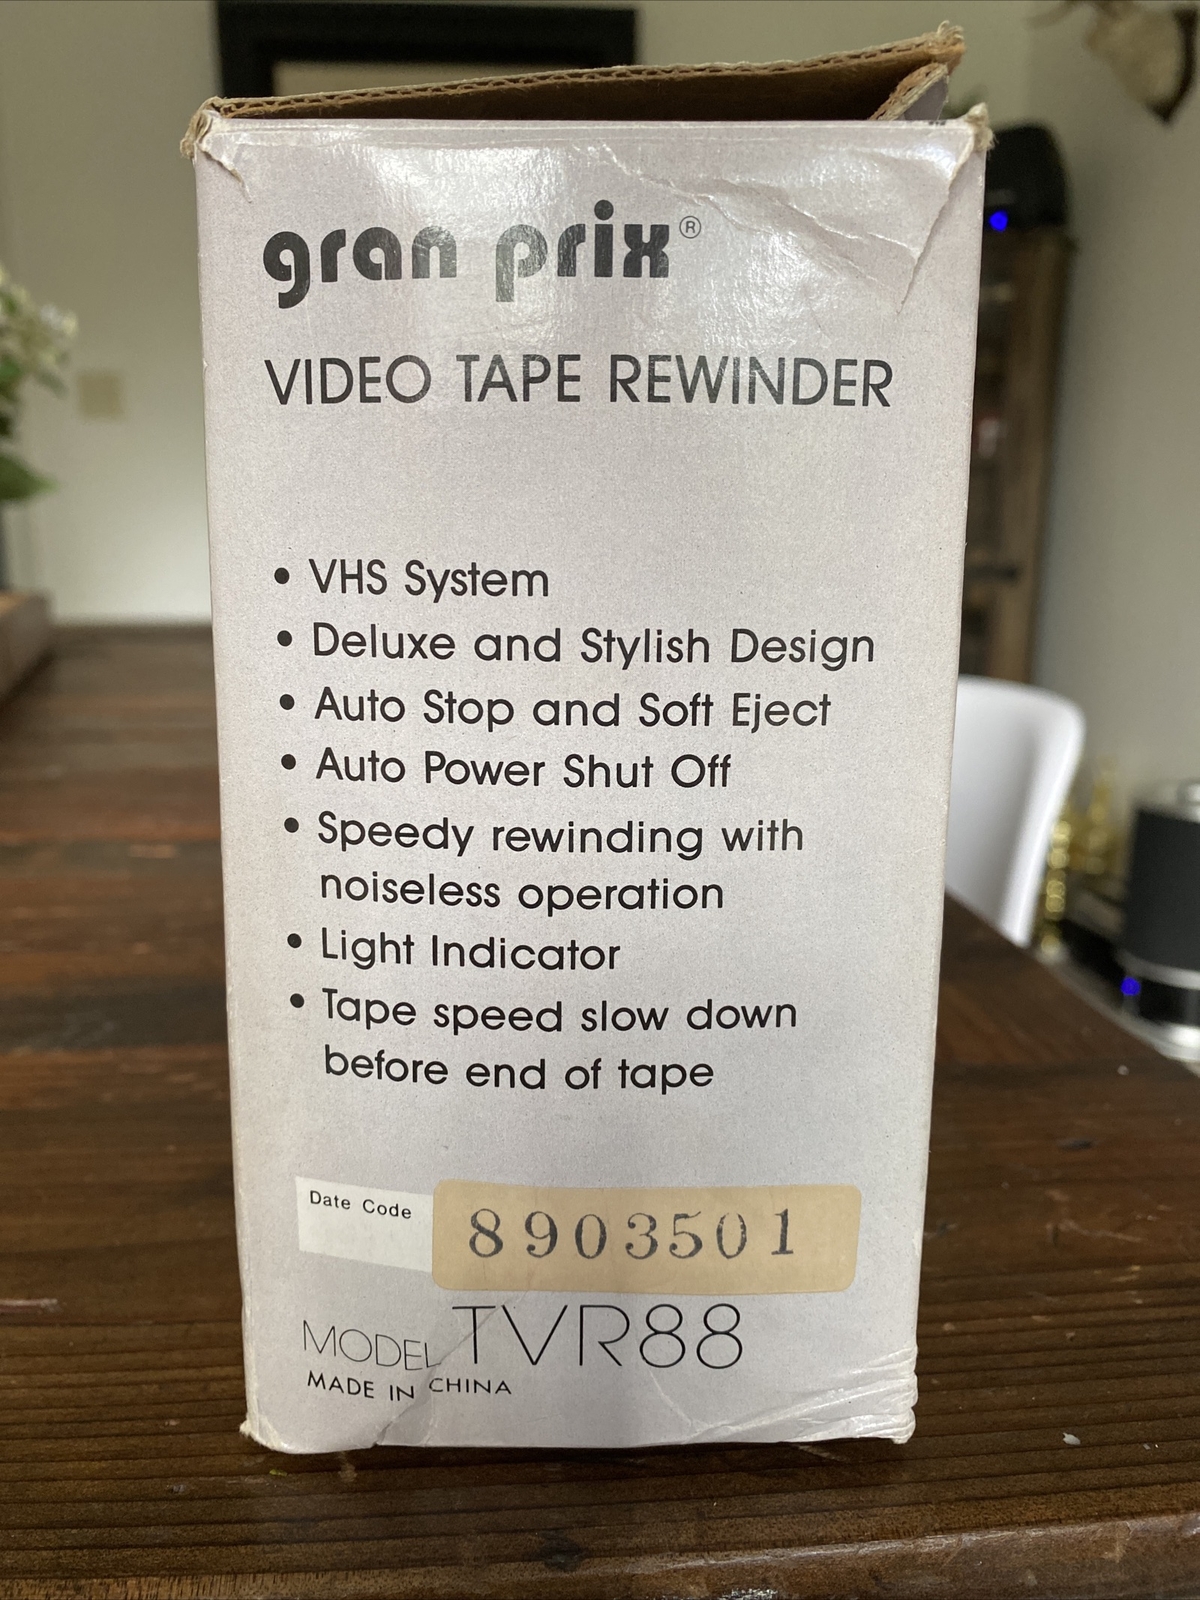 gran prix®
VIDEO TAPE REWINDER
• VHS System
• Deluxe and Stylish Design
• Auto Stop and Soft Eject
• Auto Power Shut Off
• Speedy rewinding with
noiseless operation
• Light Indicator
• Tape speed slow down
before end of tape
Date Code 8903501
MODEL TVR88
MADE IN CHINA